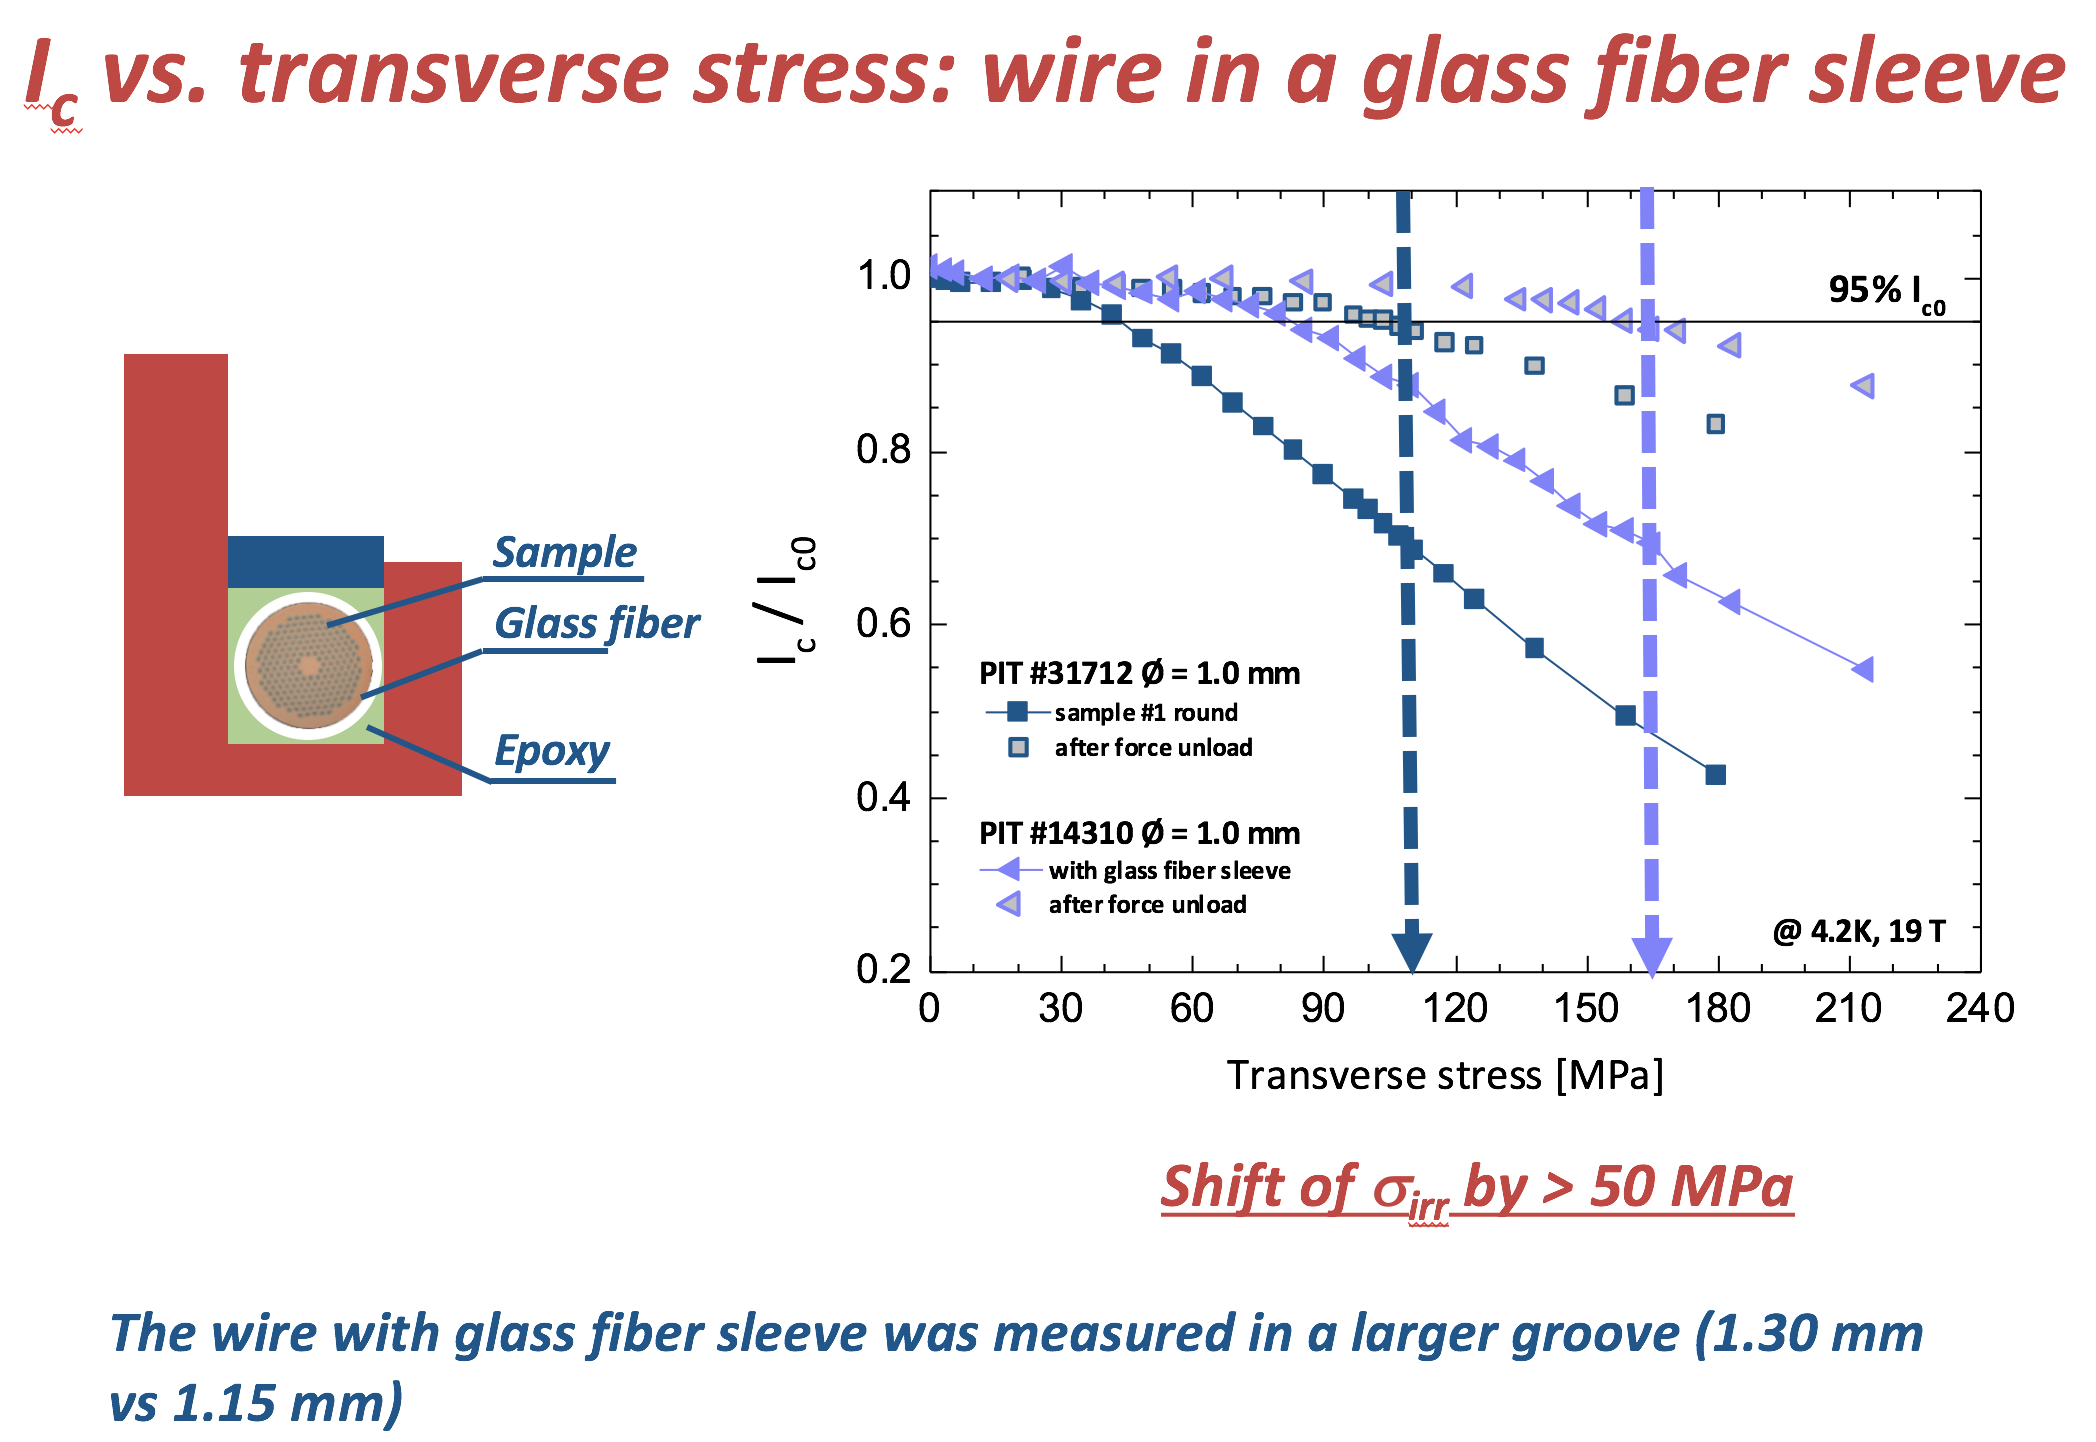 Ic vs. transverse stress: wire in a glass fiber sleeve
Sample
Glass fiber
Epoxy
Ic / Ic0
1.0
0.8
0.6
0.4
0.2
95% Ic0
PIT #31712 Ø = 1.0 mm
sample #1 round
after force unload
PIT #14310 Ø = 1.0 mm
with glass fiber sleeve
after force unload
@ 4.2K, 19 T
0 30 60 90 120 150 180 210 240
Transverse stress [MPa]
Shift of σirr by > 50 MPa
The wire with glass fiber sleeve was measured in a larger groove (1.30 mm
vs 1.15 mm)